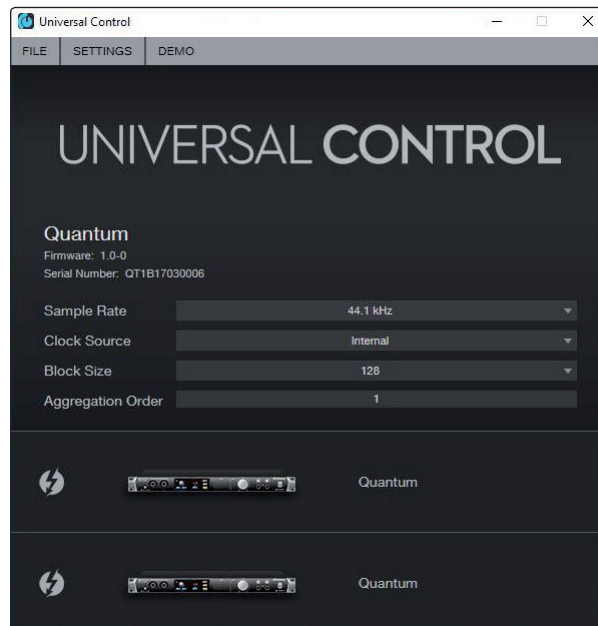 Universal Control
FILE SETTINGS DEMO
UNIVERSAL CONTROL
Quantum
Firmware: 1.0-0
Serial Number: QT1B17030006
Sample Rate 44.1 kHz
Clock Source Internal
Block Size 128
Aggregation Order 1
Quantum
Quantum